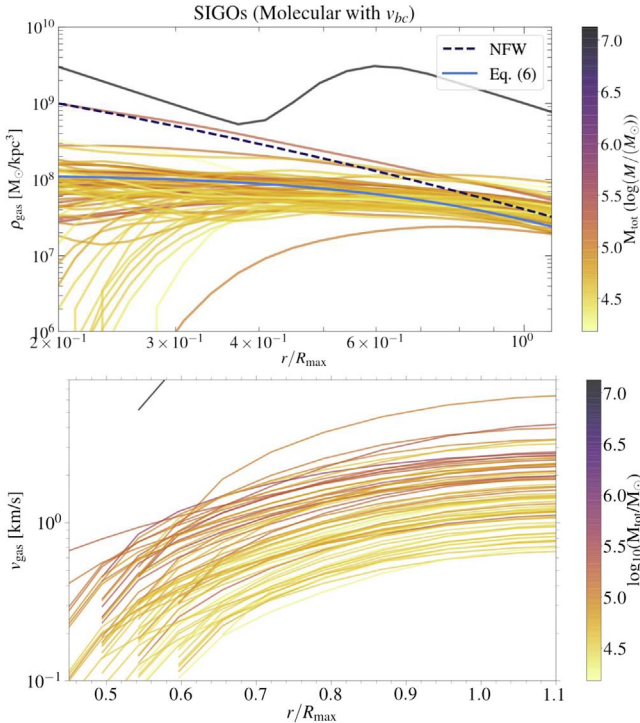 SIGOs (Molecular with v_bc)
10^10
10^9
10^8
10^7
10^6
ρ_gas [M_⊙/kpc^3]
NFW
Eq. (6)
2 × 10^-1 3 × 10^-1 4 × 10^-1 6 × 10^-1 10^0
r/R_max
7.0
6.5
6.0
5.5
5.0
4.5
M_tot (log(M/(M_⊙))
10^0
10^-1
v_gas [km/s]
0.5 0.6 0.7 0.8 0.9 1.0 1.1
r/R_max
7.0
6.5
6.0
5.5
5.0
4.5
log_10(M_tot/M_⊙)